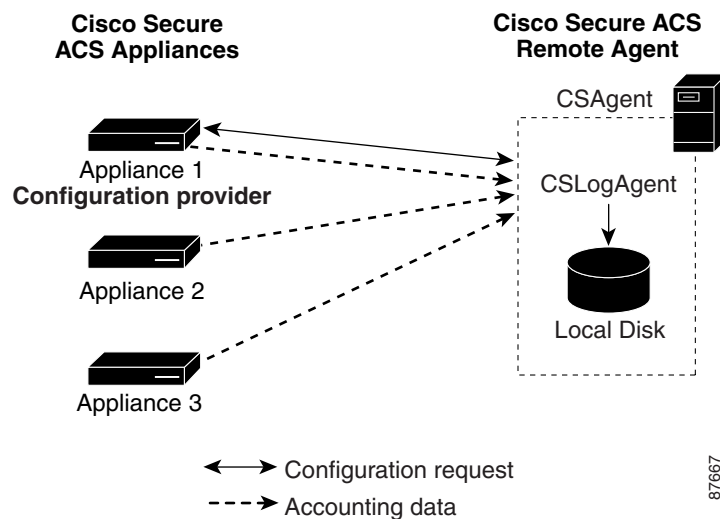 Cisco Secure
ACS Appliances
Cisco Secure ACS
Remote Agent
CSAgent
Appliance 1
Configuration provider
CSLogAgent
Appliance 2
Local Disk
Appliance 3
Configuration request
Accounting data
87667